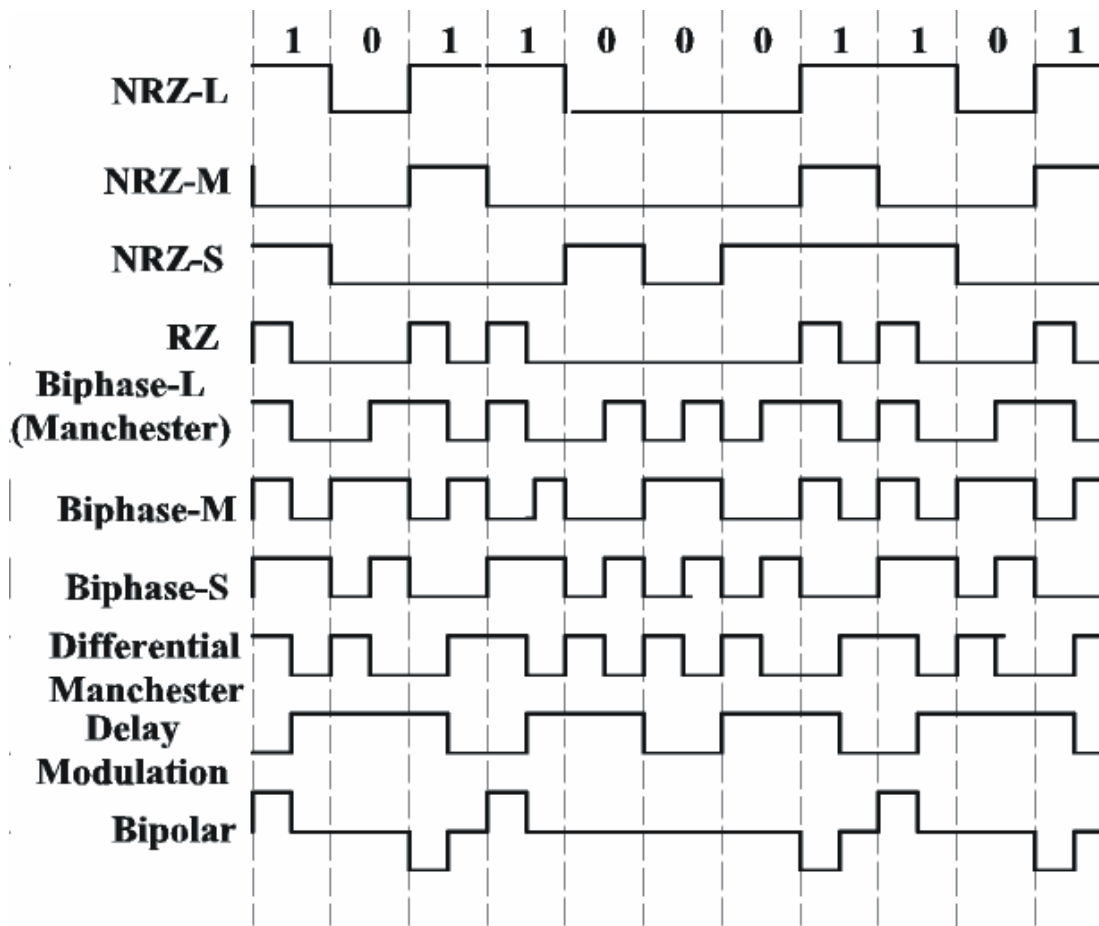 1 0 1 1 0 0 0 1 1 0 1
NRZ-L
NRZ-M
NRZ-S
RZ
Biphase-L
(Manchester)
Biphase-M
Biphase-S
Differential
Manchester
Delay
Modulation
Bipolar